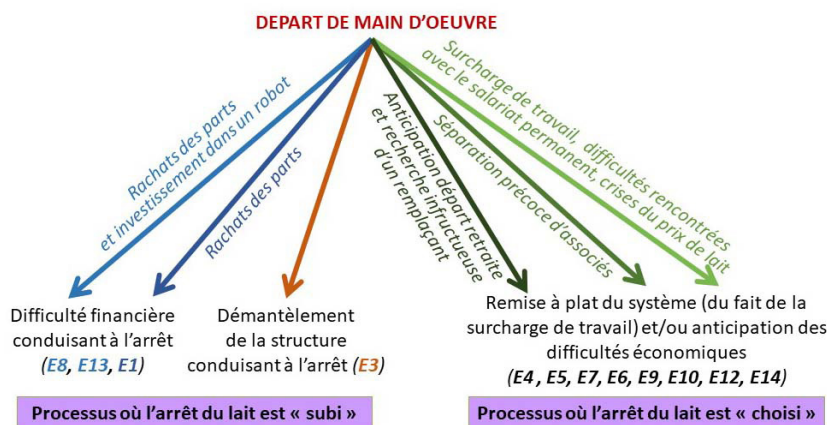 DEPART DE MAIN D'OEUVRE
Rachats des parts
et investissement dans un robot
Rachats des parts
Anticipation départ retraite
et recherche infructueuse
d'un remplaçant
Séparation précoce d'associés
Surcharge de travail, difficultés rencontrées
avec le salariat permanent, crises du prix de lait
Difficulté financière
conduisant à l'arrêt
(E8, E13, E1)
Démantèlement
de la structure
conduisant à l'arrêt (E3)
Remise à plat du système (du fait de la
surcharge de travail) et/ou anticipation des
difficultés économiques
(E4 , E5, E7, E6, E9, E10, E12, E14)
Processus où l'arrêt du lait est « subi »
Processus où l'arrêt du lait est « choisi »